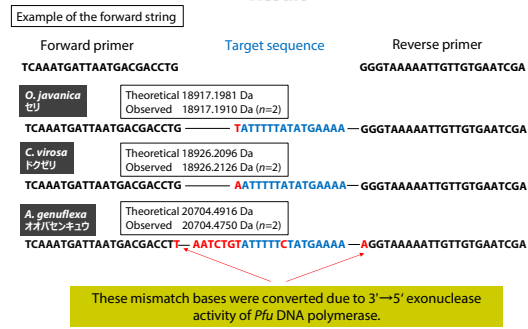 Example of the forward string
Forward primer Target sequence Reverse primer
TCAAATGATTAATGACGACCTG GGGTAAAAATTGTTGTGAATCGA
O. javanica
セリ
Theoretical 18917.1981 Da
Observed 18917.1910 Da (n=2)
TCAAATGATTAATGACGACCTG TATTTTTATATGAAAA GGGTAAAAATTGTTGTGAATCGA
C. virosa
ドクゼリ
Theoretical 18926.2096 Da
Observed 18926.2126 Da (n=2)
TCAAATGATTAATGACGACCTG AATTTTTATATGAAAA GGGTAAAAATTGTTGTGAATCGA
A. genuflexa
オオバセンキュウ
Theoretical 20704.4916 Da
Observed 20704.4750 Da (n=2)
TCAAATGATTAATGACGACCTT AATCTGTATTTTTCTATGAAAA AGGTAAAAATTGTTGTGAATCGA
These mismatch bases were converted due to 3'→5' exonuclease
activity of Pfu DNA polymerase.